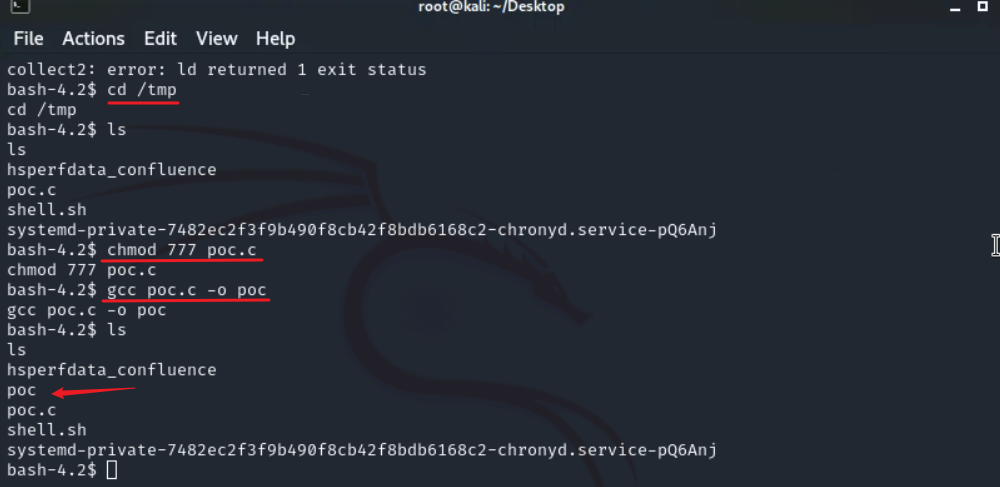 root@kali: ~/Desktop
File Actions Edit View Help
collect2: error: ld returned 1 exit status
bash-4.2$ cd /tmp
cd /tmp
bash-4.2$ ls
ls
hsperfdata_confluence
poc.c
shell.sh
systemd-private-7482ec2f3f9b490f8cb42f8bdb6168c2-chronyd.service-pQ6Anj
bash-4.2$ chmod 777 poc.c
chmod 777 poc.c
bash-4.2$ gcc poc.c -o poc
gcc poc.c -o poc
bash-4.2$ ls
ls
hsperfdata_confluence
poc
poc.c
shell.sh
systemd-private-7482ec2f3f9b490f8cb42f8bdb6168c2-chronyd.service-pQ6Anj
bash-4.2$